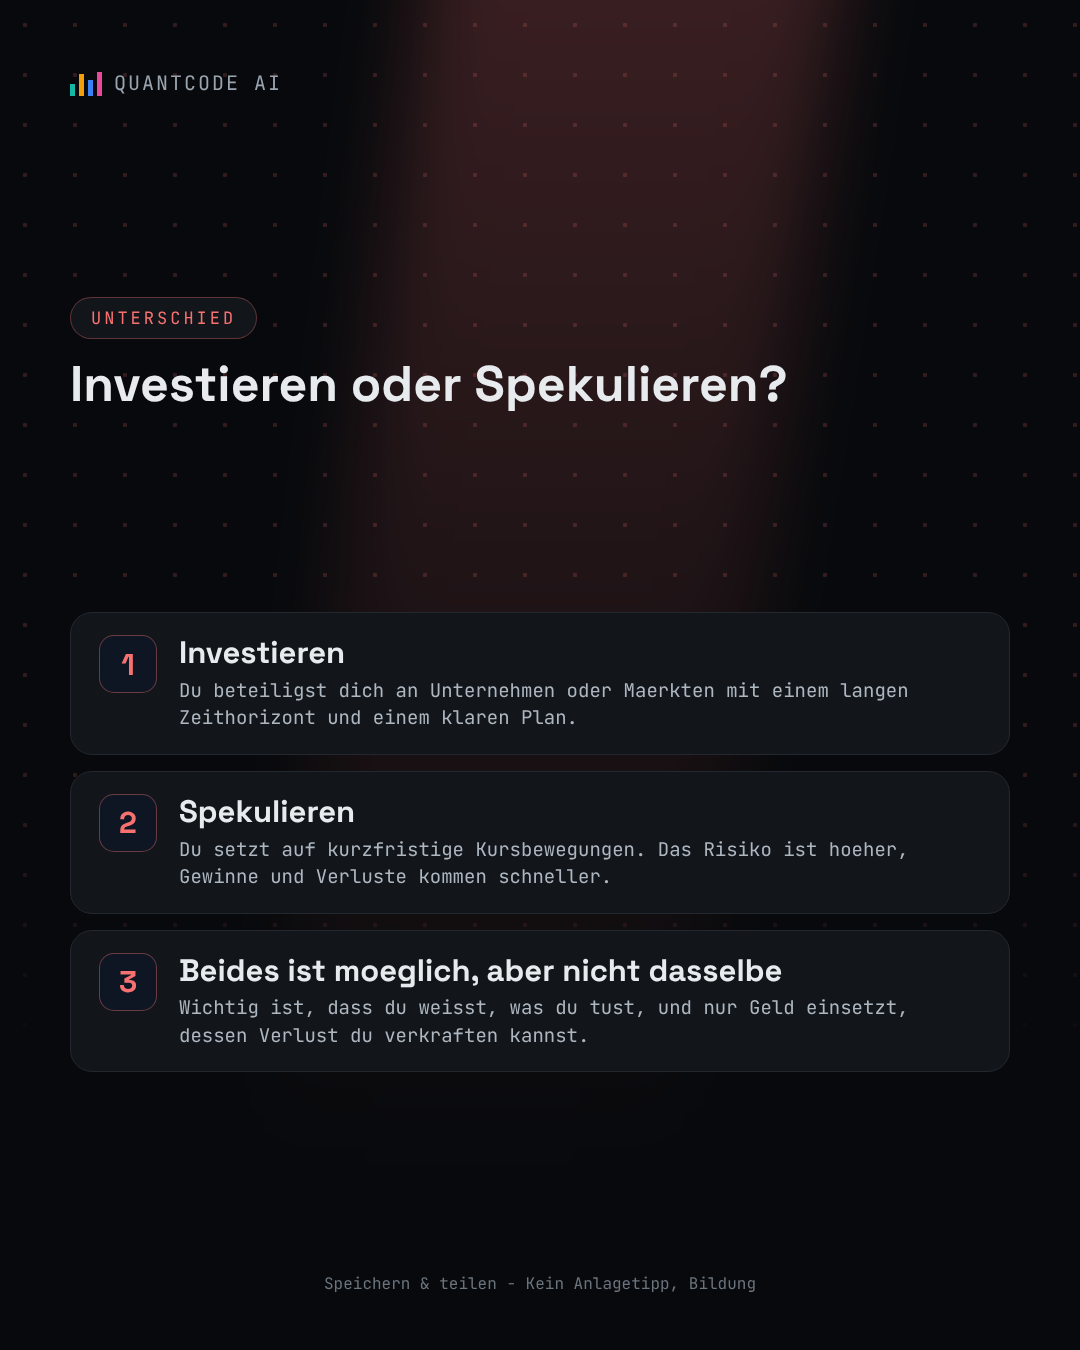 QUANTCODE AI
UNTERSCHIED
Investieren oder Spekulieren?
1
Investieren
Du beteiligst dich an Unternehmen oder Maerkten mit einem langen
Zeithorizont und einem klaren Plan.
2
Spekulieren
Du setzt auf kurzfristige Kursbewegungen. Das Risiko ist hoeher,
Gewinne und Verluste kommen schneller.
3
Beides ist moeglich, aber nicht dasselbe
Wichtig ist, dass du weisst, was du tust, und nur Geld einsetzt,
dessen Verlust du verkraften kannst.
Speichern & teilen - Kein Anlagetipp, Bildung